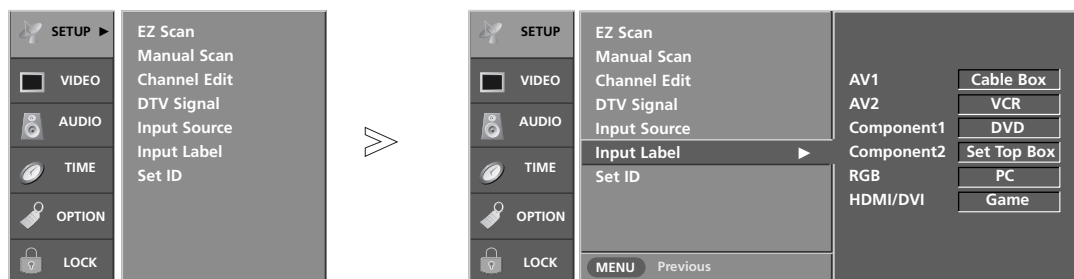 SETUP ►
VIDEO
AUDIO
TIME
OPTION
LOCK
EZ Scan
Manual Scan
Channel Edit
DTV Signal
Input Source
Input Label
Set ID
SETUP
VIDEO
AUDIO
TIME
OPTION
LOCK
EZ Scan
Manual Scan
Channel Edit
DTV Signal
Input Source
Input Label ►
Set ID
MENU Previous
AV1 Cable Box
AV2 VCR
Component1 DVD
Component2 Set Top Box
RGB PC
HDMI/DVI Game